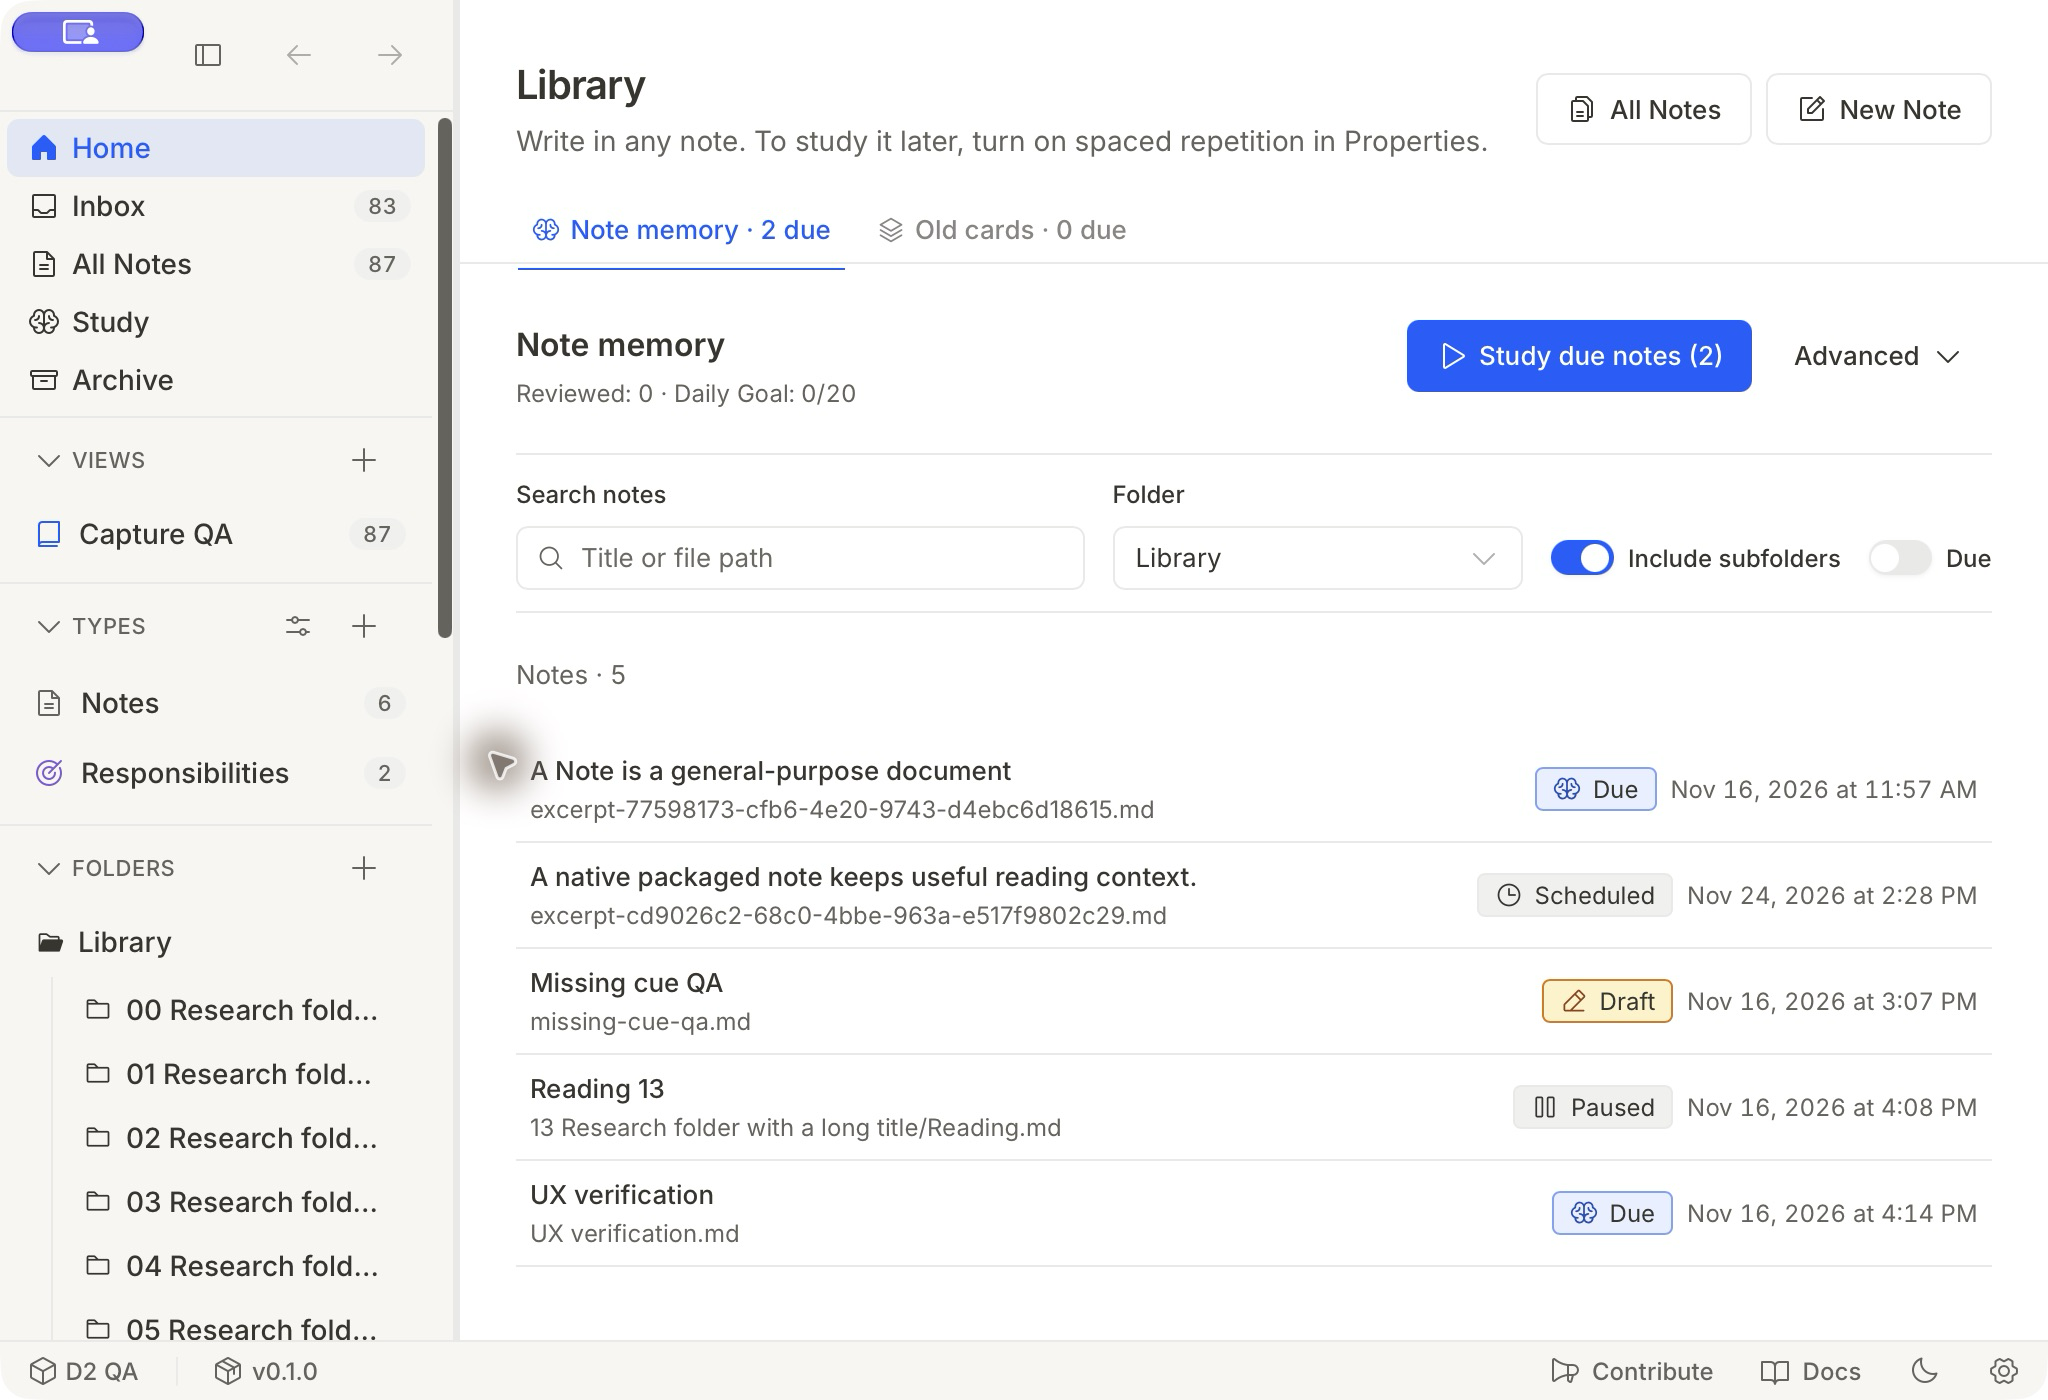 Home
Inbox 83
All Notes 87
Study
Archive
VIEWS
Capture QA 87
TYPES
Notes 6
Responsibilities 2
FOLDERS
Library
00 Research fold...
01 Research fold...
02 Research fold...
03 Research fold...
04 Research fold...
05 Research fold...
Library
Write in any note. To study it later, turn on spaced repetition in Properties.
All Notes
New Note
Note memory · 2 due
Old cards · 0 due
Note memory
Reviewed: 0 · Daily Goal: 0/20
Study due notes (2)
Advanced
Search notes
Title or file path
Folder
Library
Include subfolders
Due
Notes · 5
A Note is a general-purpose document
excerpt-77598173-cfb6-4e20-9743-d4ebc6d18615.md
Due Nov 16, 2026 at 11:57 AM
A native packaged note keeps useful reading context.
excerpt-cd9026c2-68c0-4bbe-963a-e517f9802c29.md
Scheduled Nov 24, 2026 at 2:28 PM
Missing cue QA
missing-cue-qa.md
Draft Nov 16, 2026 at 3:07 PM
Reading 13
13 Research folder with a long title/Reading.md
Paused Nov 16, 2026 at 4:08 PM
UX verification
UX verification.md
Due Nov 16, 2026 at 4:14 PM
D2 QA
v0.1.0
Contribute
Docs